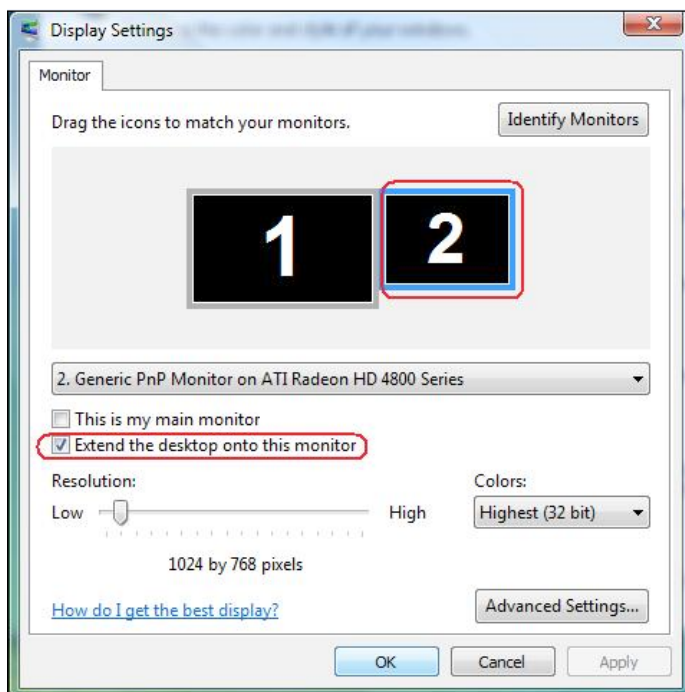 Display Settings
Monitor
Drag the icons to match your monitors.
Identify Monitors
1
2
2. Generic PnP Monitor on ATI Radeon HD 4800 Series
This is my main monitor
Extend the desktop onto this monitor
Resolution:
Colors:
Low
High
Highest (32 bit)
1024 by 768 pixels
How do I get the best display?
Advanced Settings...
OK
Cancel
Apply